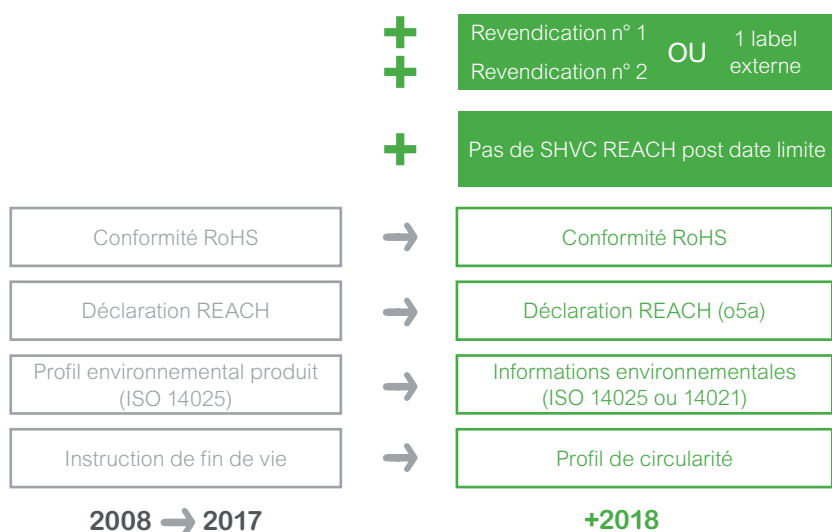 Revendication n° 1
Revendication n° 2
OU
1 label
externe
Pas de SHVC REACH post date limite
Conformité RoHS
Conformité RoHS
Déclaration REACH
Déclaration REACH (o5a)
Profil environnemental produit
(ISO 14025)
Informations environnementales
(ISO 14025 ou 14021)
Instruction de fin de vie
Profil de circularité
2008 → 2017
+2018